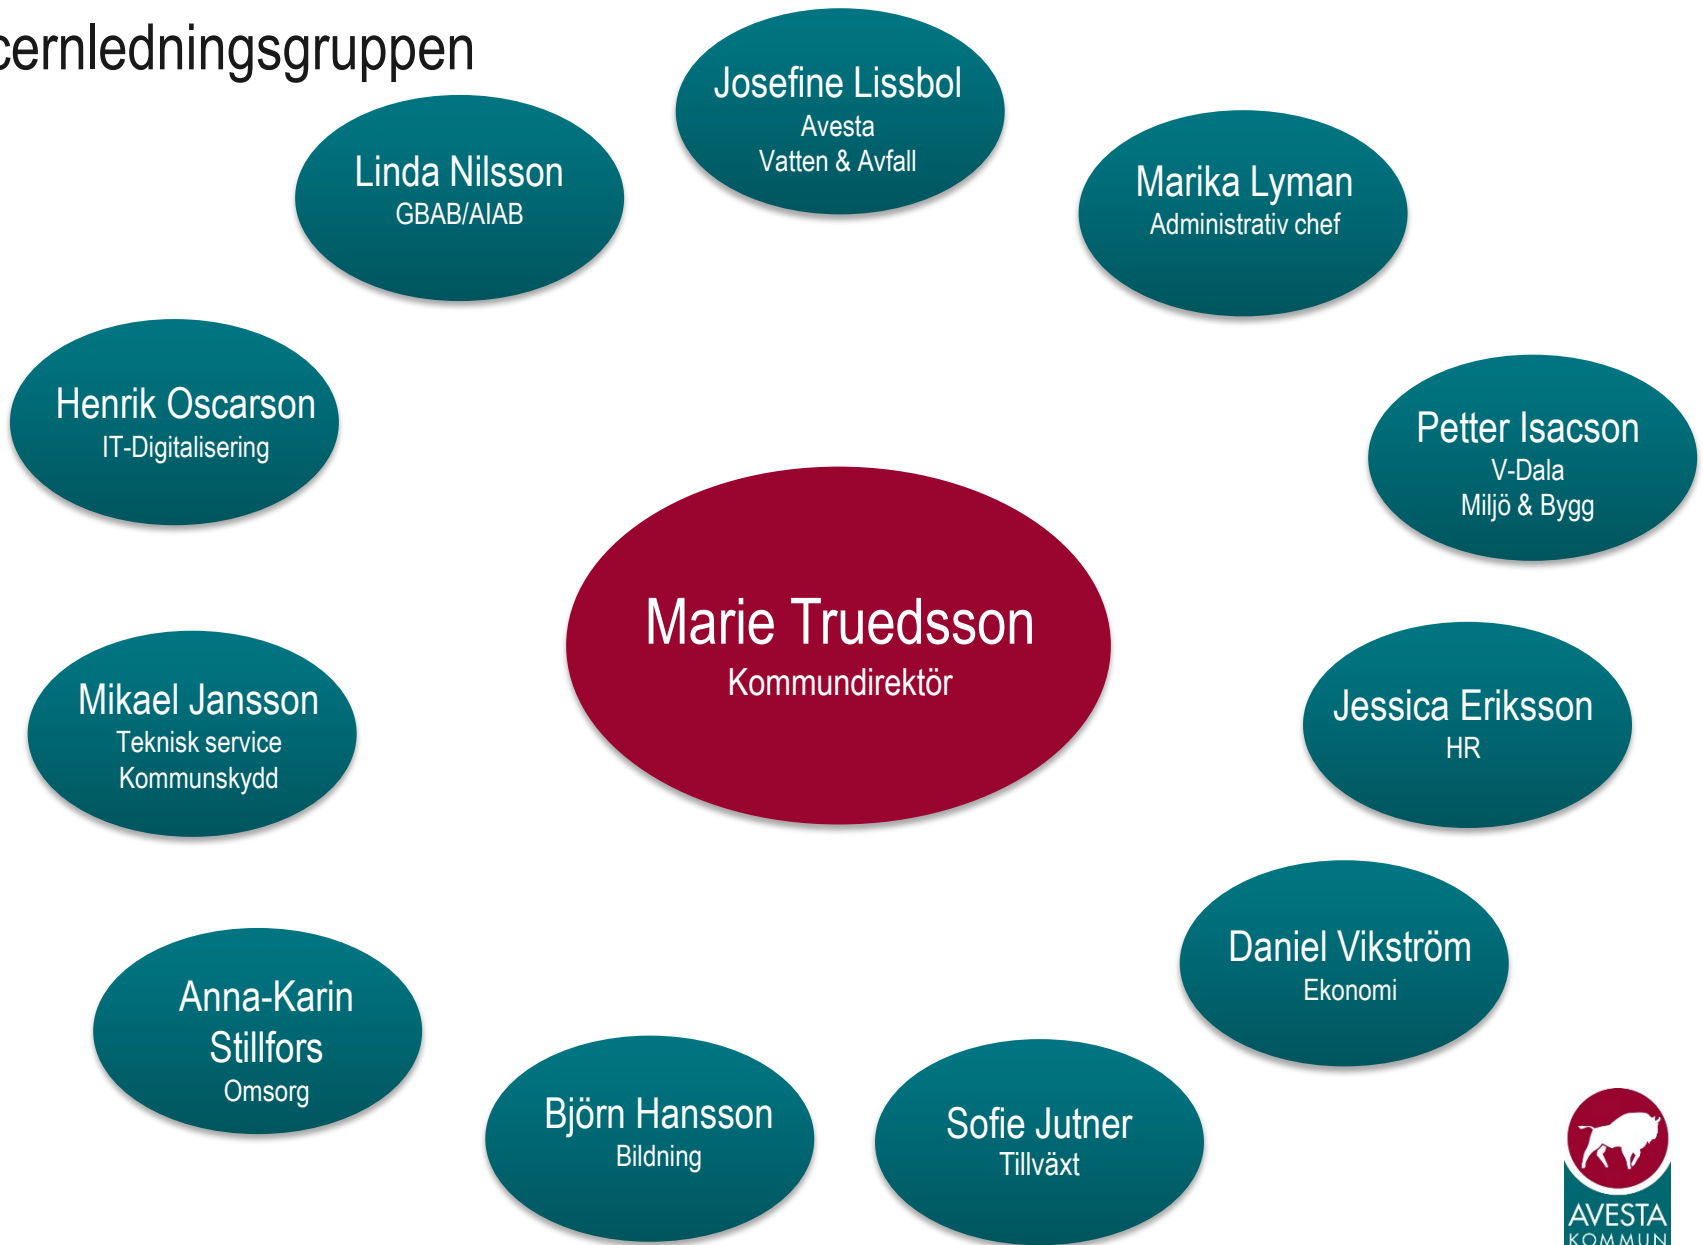 cernledningsgruppen
Josefine Lissbol
Avesta
Vatten & Avfall
Linda Nilsson
GBAB/AIAB
Marika Lyman
Administrativ chef
Henrik Oscarson
IT-Digitalisering
Petter Isacson
V-Dala
Miljö & Bygg
Marie Truedsson
Kommundirektör
Mikael Jansson
Teknisk service
Kommunskydd
Jessica Eriksson
HR
Daniel Vikström
Ekonomi
Anna-Karin
Stillfors
Omsorg
Björn Hansson
Bildning
Sofie Jutner
Tillväxt
AVESTA
KOMMUN